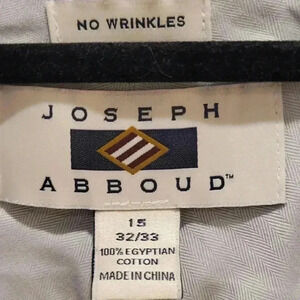 NO WRINKLES
JOSEPH
ABBOUD™
15
32/33
100% EGYPTIAN
COTTON
MADE IN CHINA